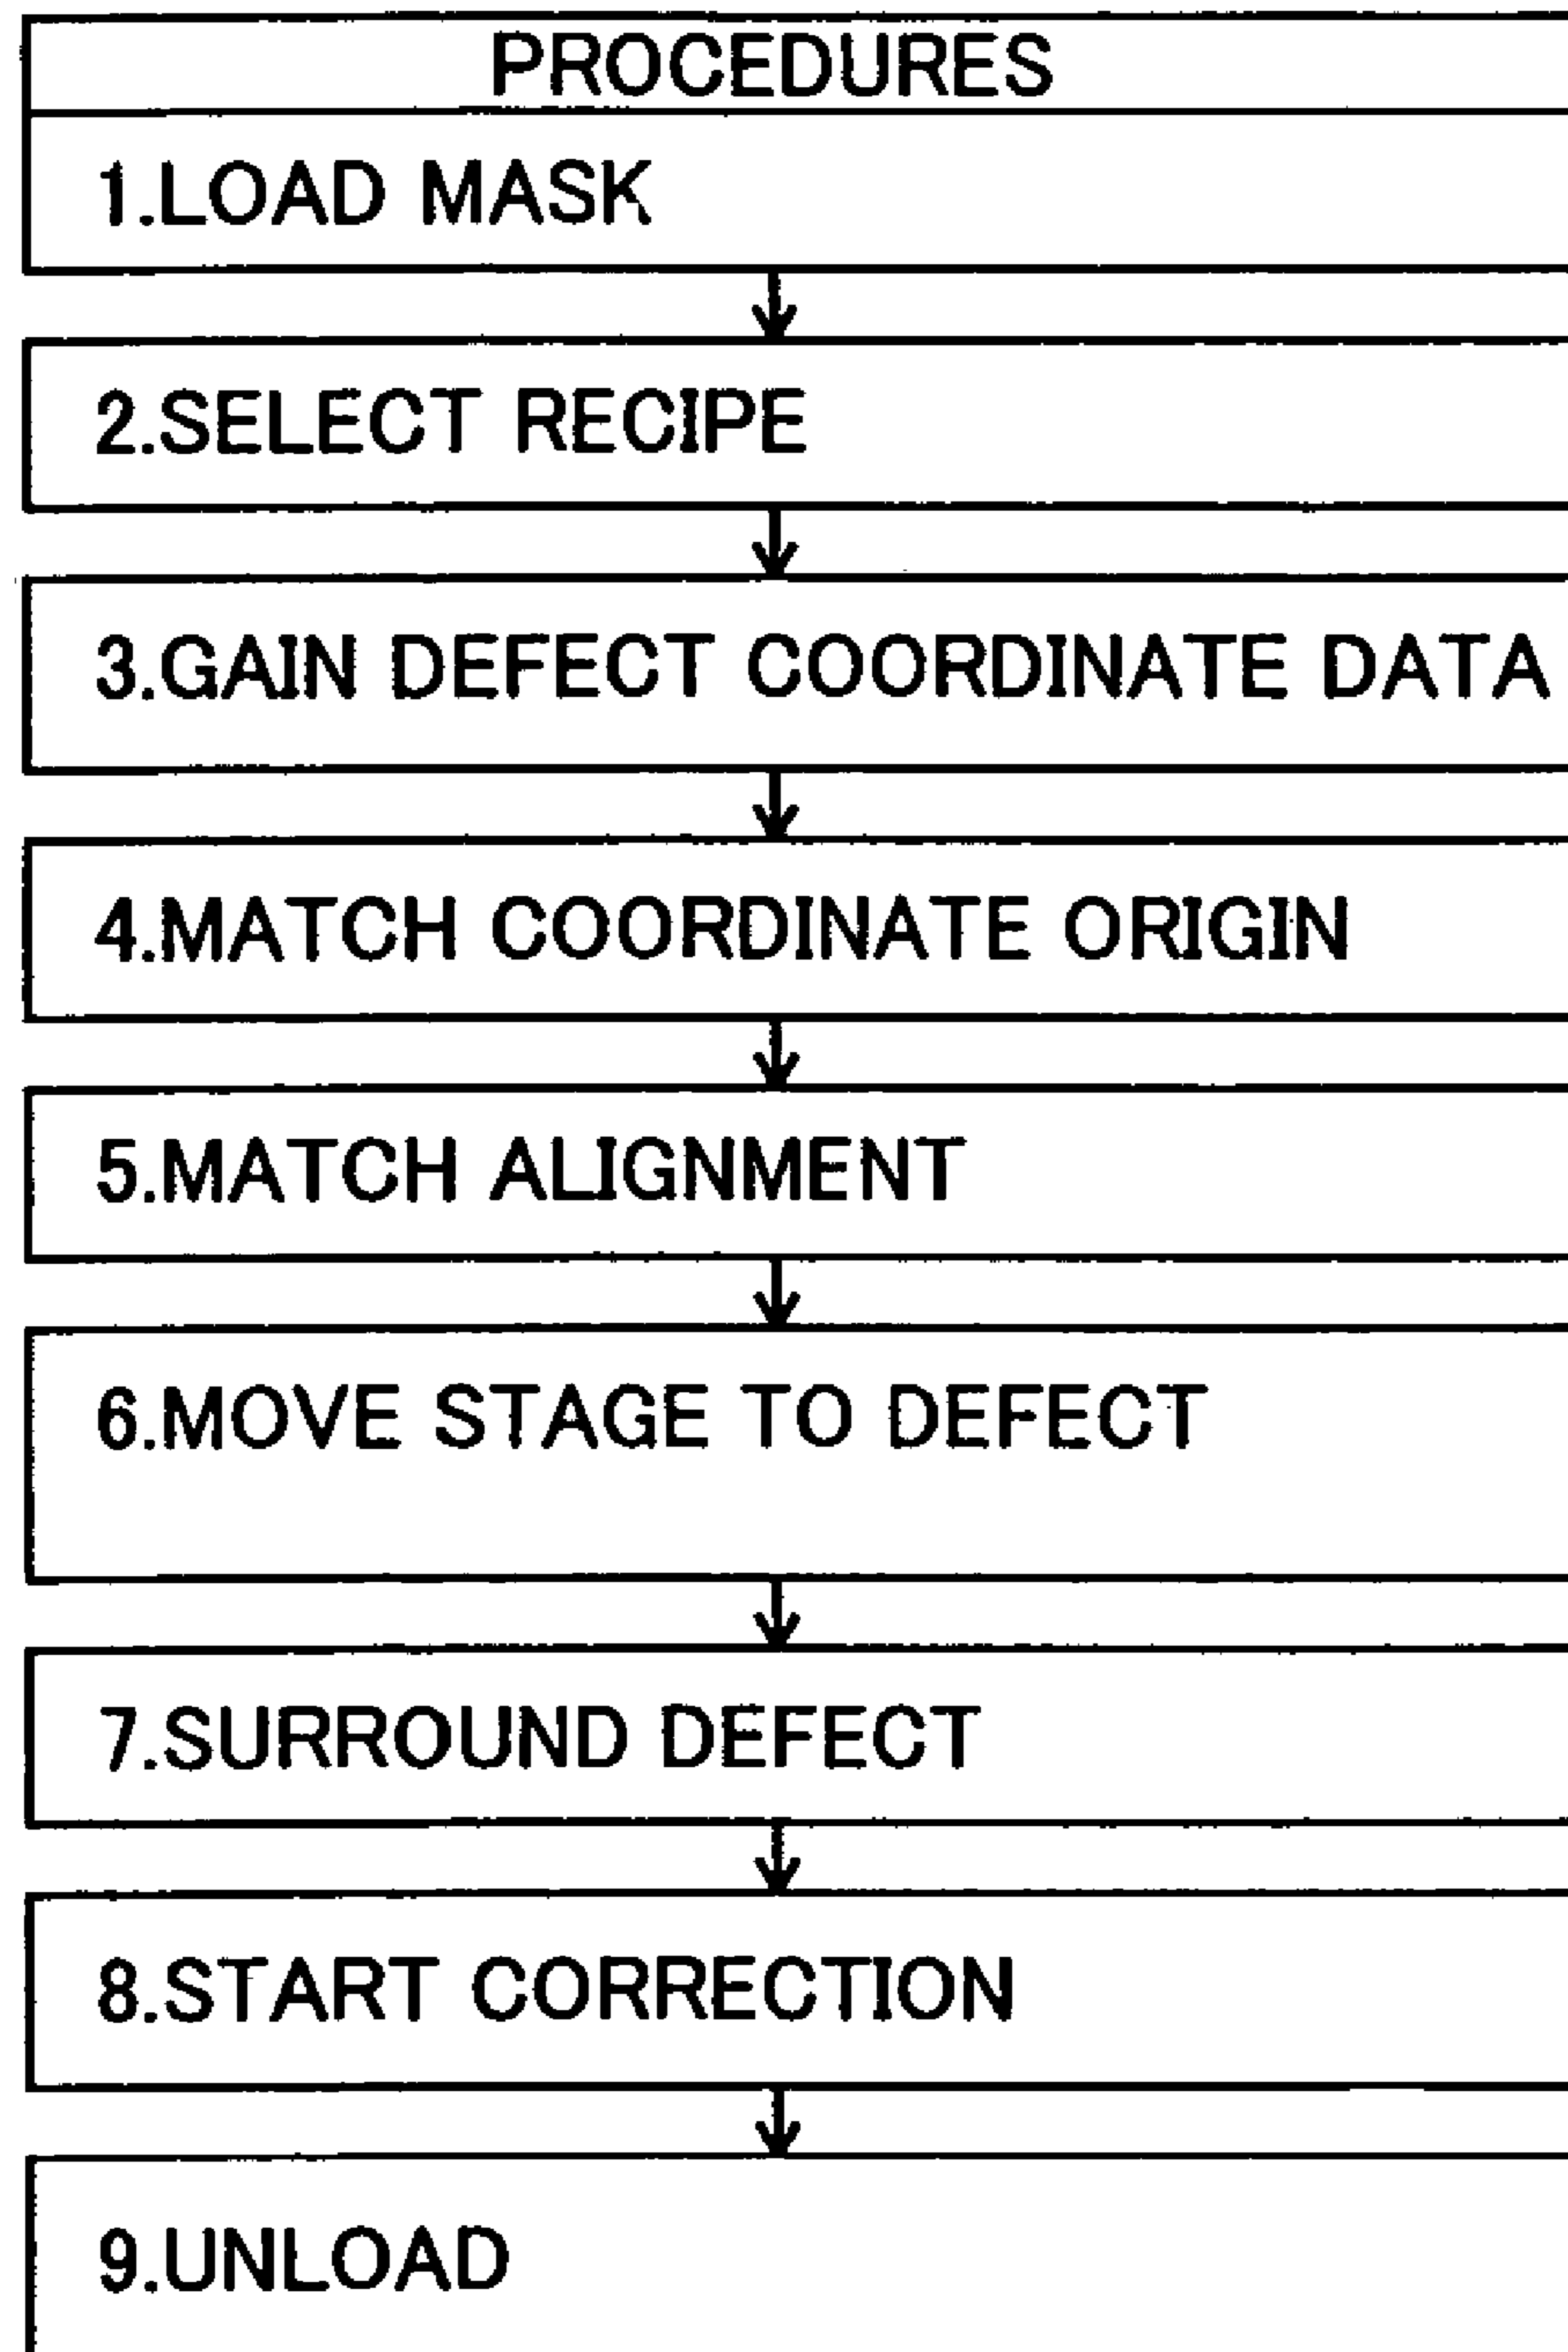 PROCEDURES
1.LOAD MASK
2.SELECT RECIPE
3.GAIN DEFECT COORDINATE DATA
4.MATCH COORDINATE ORIGIN
5.MATCH ALIGNMENT
6.MOVE STAGE TO DEFECT
7.SURROUND DEFECT
8.START CORRECTION
9.UNLOAD